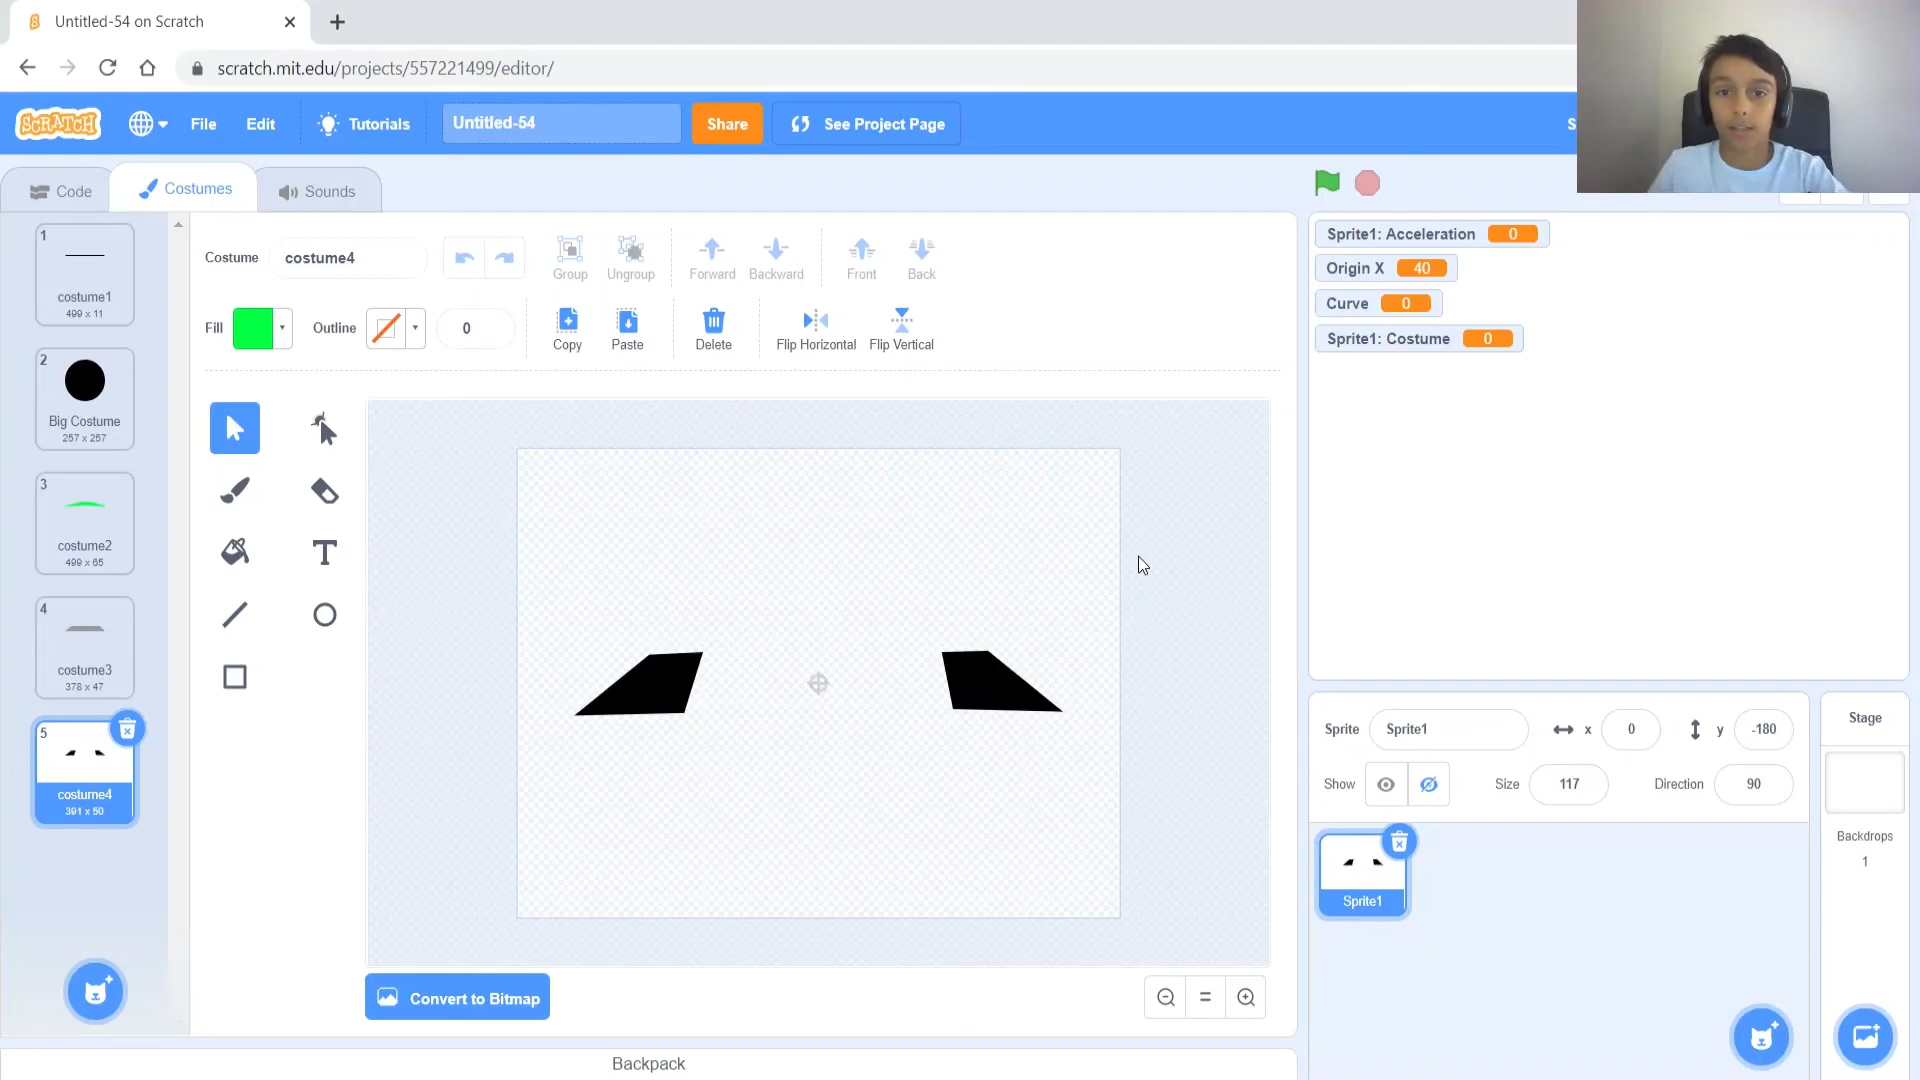 Untitled-54 on Scratch
scratch.mit.edu/projects/557221499/editor/
SCRATCH
File
Edit
Tutorials
Untitled-54
Share
See Project Page
S
Code
Costumes
Sounds
1
costume1
499 x 11
2
Big Costume
257 x 257
3
costume2
499 x 65
4
costume3
378 x 47
5
costume4
391 x 50
Costume
costume4
Group
Ungroup
Forward
Backward
Front
Back
Fill
Outline
0
Copy
Paste
Delete
Flip Horizontal
Flip Vertical
T
Convert to Bitmap
Backpack
Sprite1: Acceleration 0
Origin X 40
Curve 0
Sprite1: Costume 0
Sprite
Sprite1
x
0
y
-180
Show
Size
117
Direction
90
Sprite1
Stage
Backdrops
1